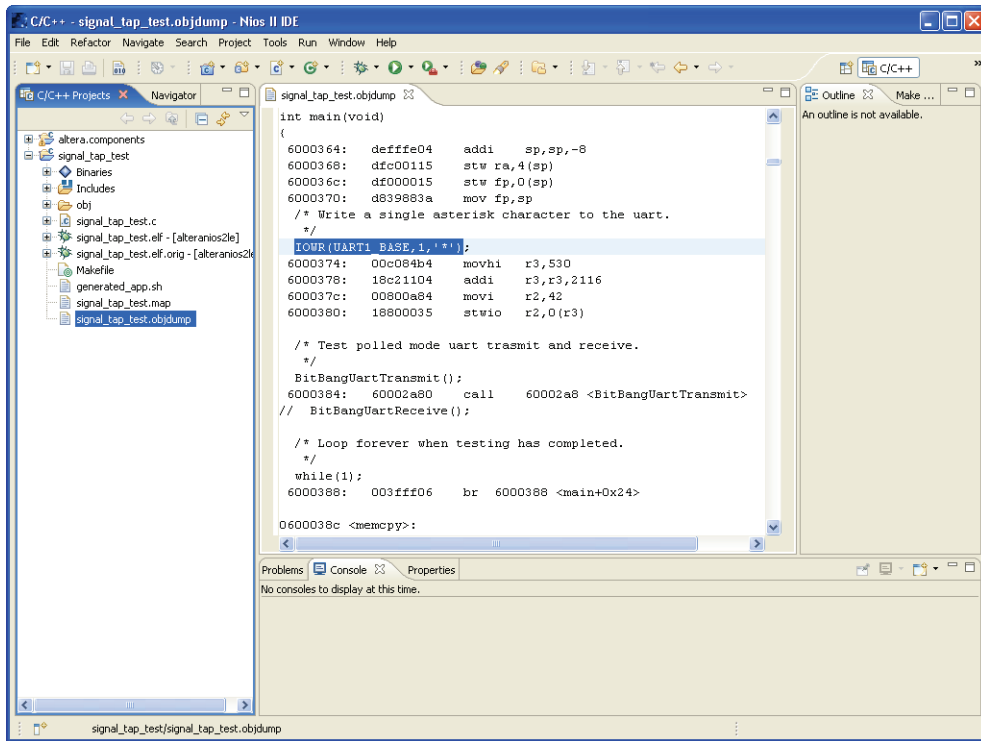 C/C++ - signal_tap_test.objdump - Nios II IDE
File Edit Refactor Navigate Search Project Tools Run Window Help
C/C++
»
C/C++ Projects
Navigator
altera.components
signal_tap_test
Binaries
Includes
obj
signal_tap_test.c
signal_tap_test.elf - [alteranios2le]
signal_tap_test.elf.orig - [alteranios2le
Makefile
generated_app.sh
signal_tap_test.map
signal_tap_test.objdump
signal_tap_test.objdump
int main(void)
{
6000364: defffe04 addi sp,sp,-8
6000368: dfc00115 stw ra,4(sp)
600036c: df000015 stw fp,0(sp)
6000370: d839883a mov fp,sp
/* Write a single asterisk character to the uart.
*/
IOWR(UART1_BASE,1,'*');
6000374: 00c084b4 movhi r3,530
6000378: 18c21104 addi r3,r3,2116
600037c: 00800a84 movi r2,42
6000380: 18800035 stwio r2,0(r3)
/* Test polled mode uart trasmit and receive.
*/
BitBangUartTransmit();
6000384: 60002a80 call 60002a8 <BitBangUartTransmit>
// BitBangUartReceive();
/* Loop forever when testing has completed.
*/
while(1);
6000388: 003fff06 br 6000388 <main+0x24>
0600038c <memcpy>:
Outline
Make ...
An outline is not available.
Problems
Console
Properties
No consoles to display at this time.
signal_tap_test/signal_tap_test.objdump